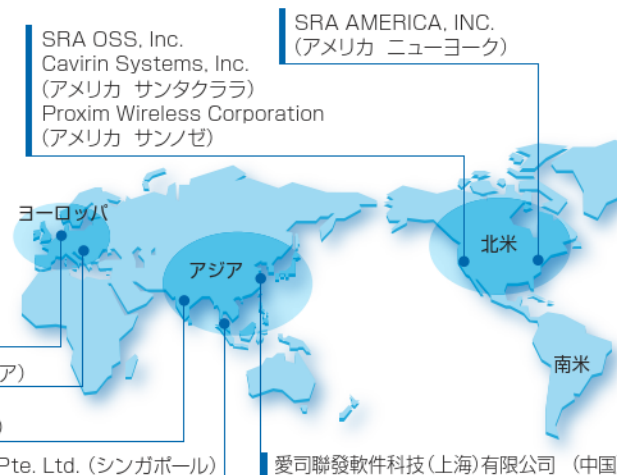 SRA OSS, Inc.
Cavirin Systems, Inc.
(アメリカ サンタクララ)
Proxim Wireless Corporation
(アメリカ サンノゼ)
SRA AMERICA, INC.
(アメリカ ニューヨーク)
ヨーロッパ
アジア
北米
南米
ア)
)
Pte. Ltd. (シンガポール)
愛司聯發軟件科技(上海)有限公司 (中国